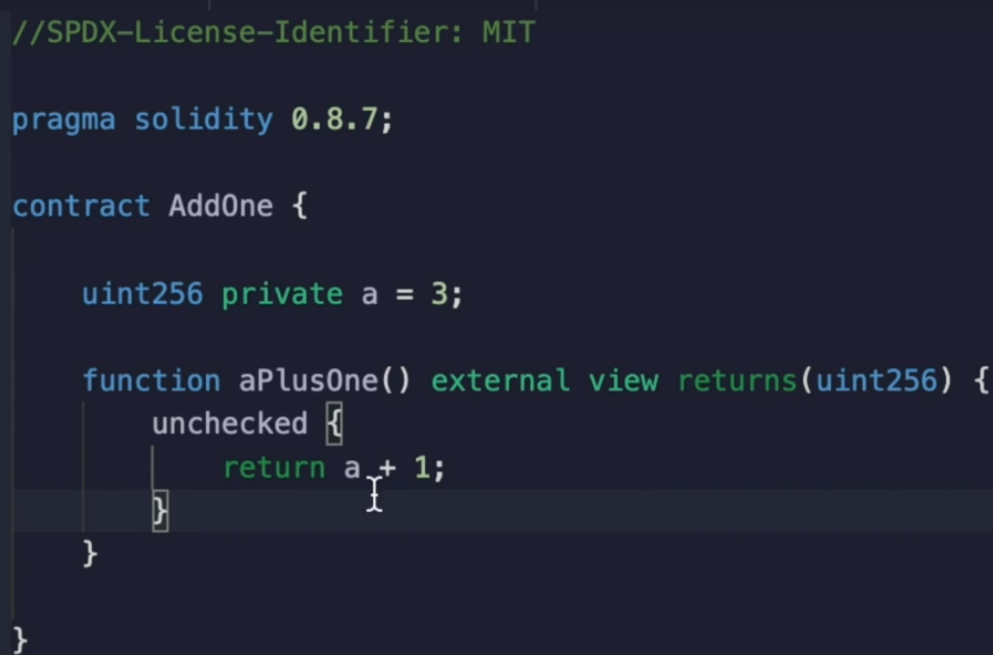 //SPDX-License-Identifier: MIT
pragma solidity 0.8.7;
contract AddOne {
uint256 private a = 3;
function aPlusOne() external view returns(uint256) {
unchecked {
return a + 1;
}
}
}